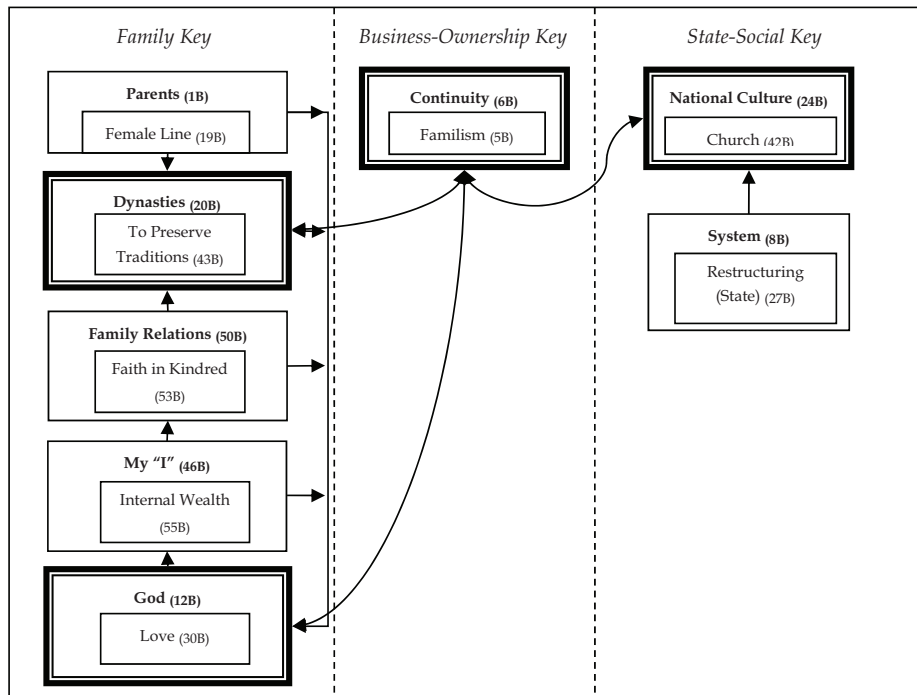 Family Key
Parents (1B)
Female Line (19B)
Dynasties (20B)
To Preserve
Traditions (43B)
Family Relations (50B)
Faith in Kindred
(53B)
My “I” (46B)
Internal Wealth
(55B)
God (12B)
Love (30B)
Business-Ownership Key
Continuity (6B)
Familism (5B)
State-Social Key
National Culture (24B)
Church (42B)
System (8B)
Restructuring
(State) (27B)